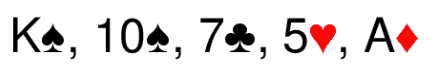 K♠, 10♠, 7♣, 5♥, A♦